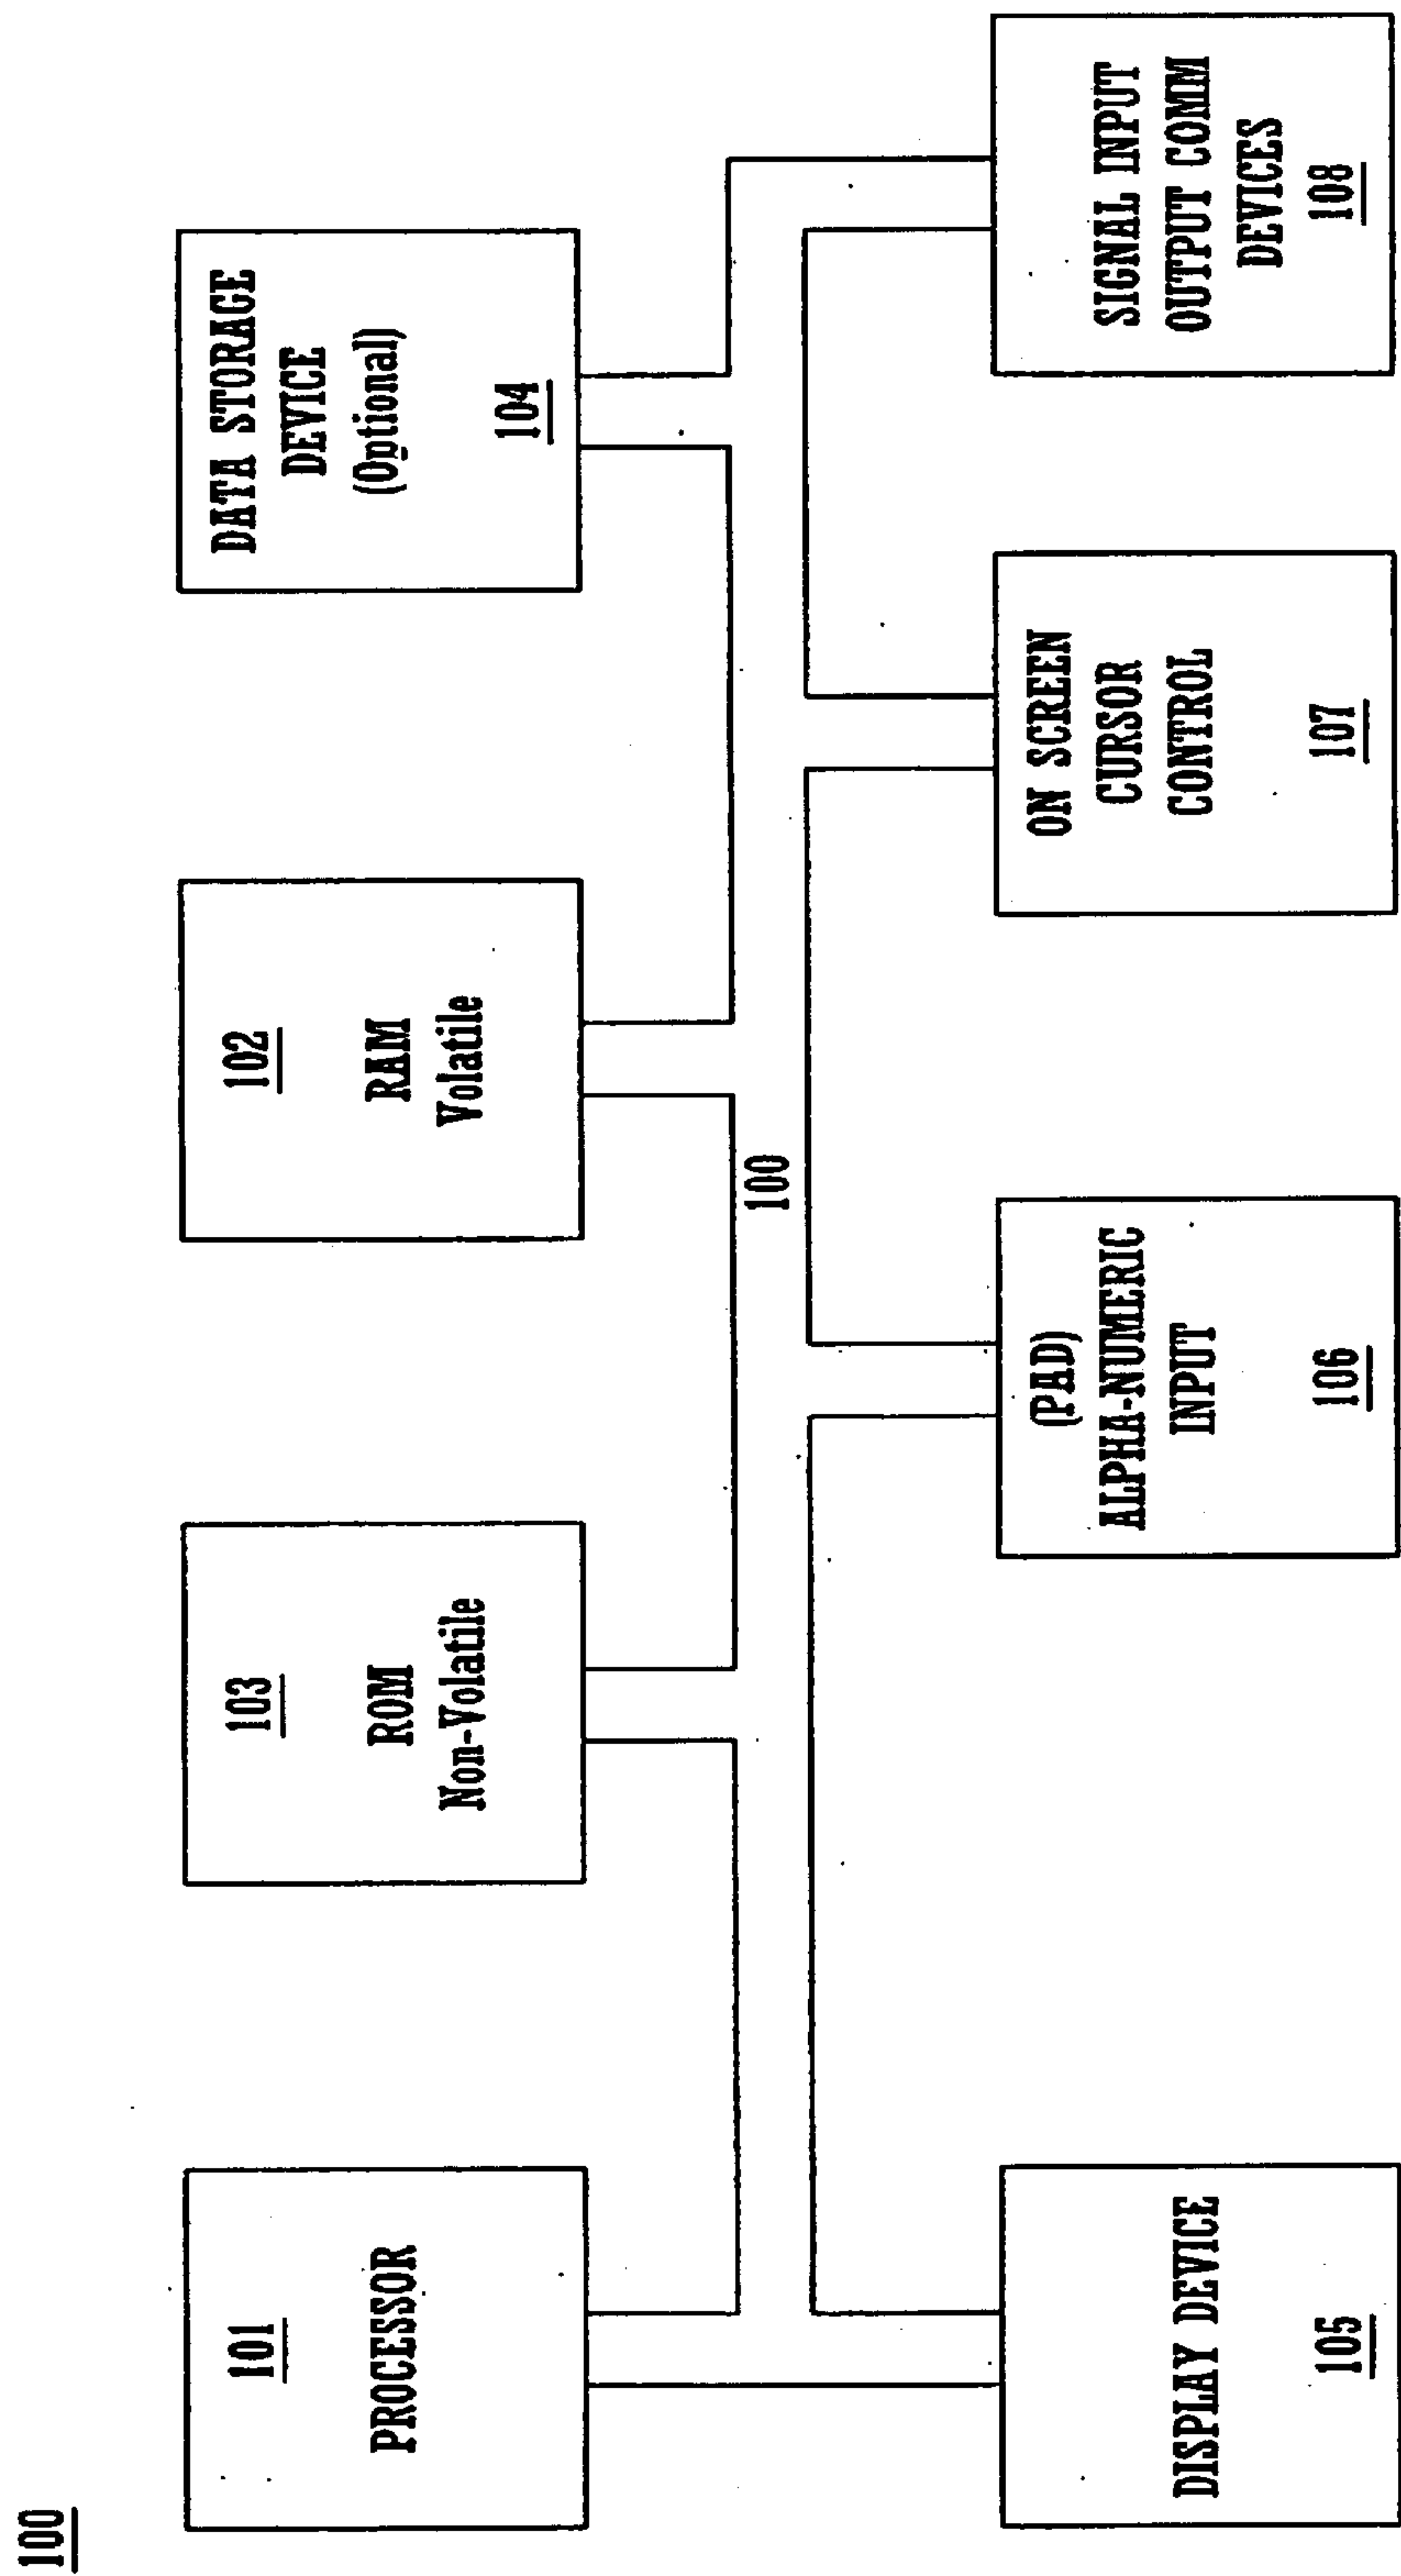 100
101
PROCESSOR
103
ROM
Non-Volatile
102
RAM
Volatile
DATA STORAGE
DEVICE
(Optional)
104
100
DISPLAY DEVICE
105
(PAD)
ALPHA-NUMERIC
INPUT
106
ON SCREEN
CURSOR
CONTROL
107
SIGNAL INPUT
OUTPUT COMM
DEVICES
108